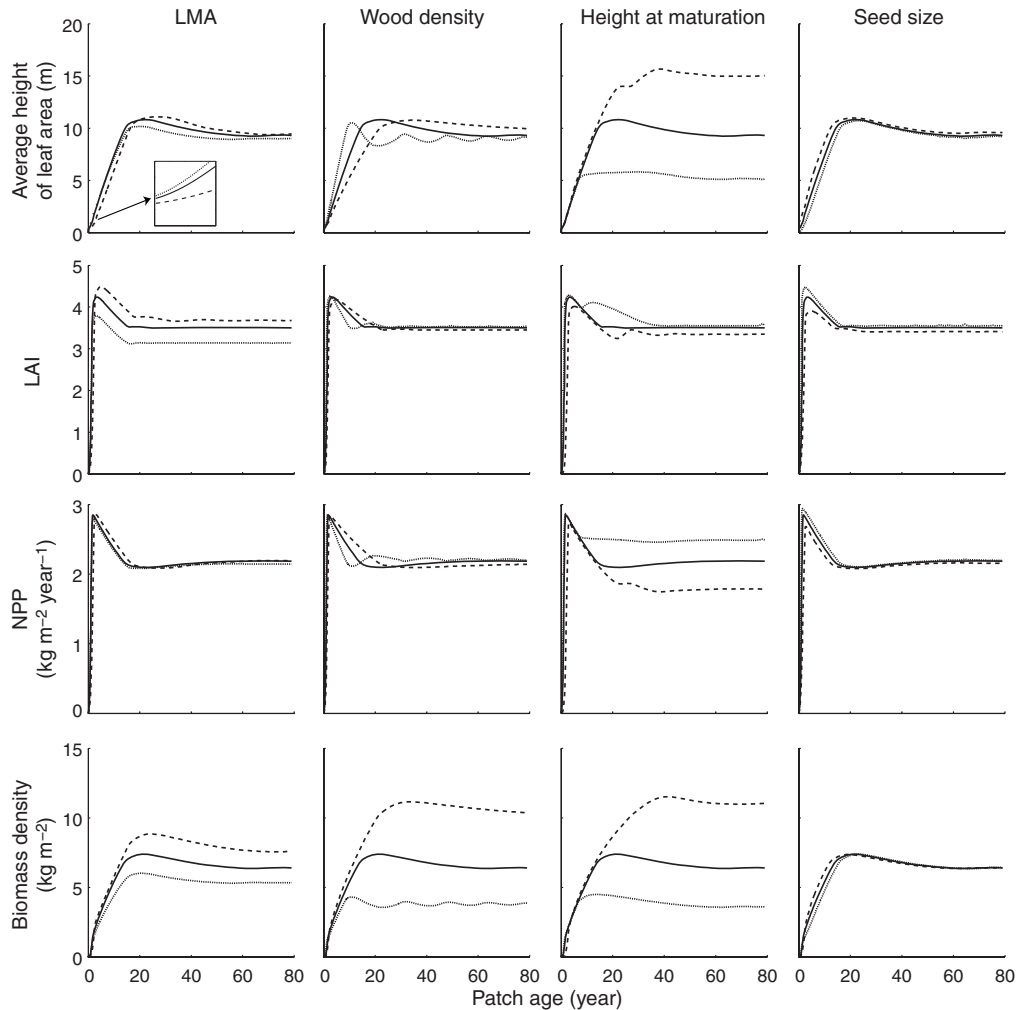 LMA
Wood density
Height at maturation
Seed size
Average height
of leaf area (m)
20
15
10
5
0
LAI
5
4
3
2
1
0
NPP
(kg m−2 year−1)
3
2
1
0
Biomass density
(kg m−2)
15
10
5
0
0 20 40 60 80
0 20 40 60 80
0 20 40 60 80
0 20 40 60 80
Patch age (year)